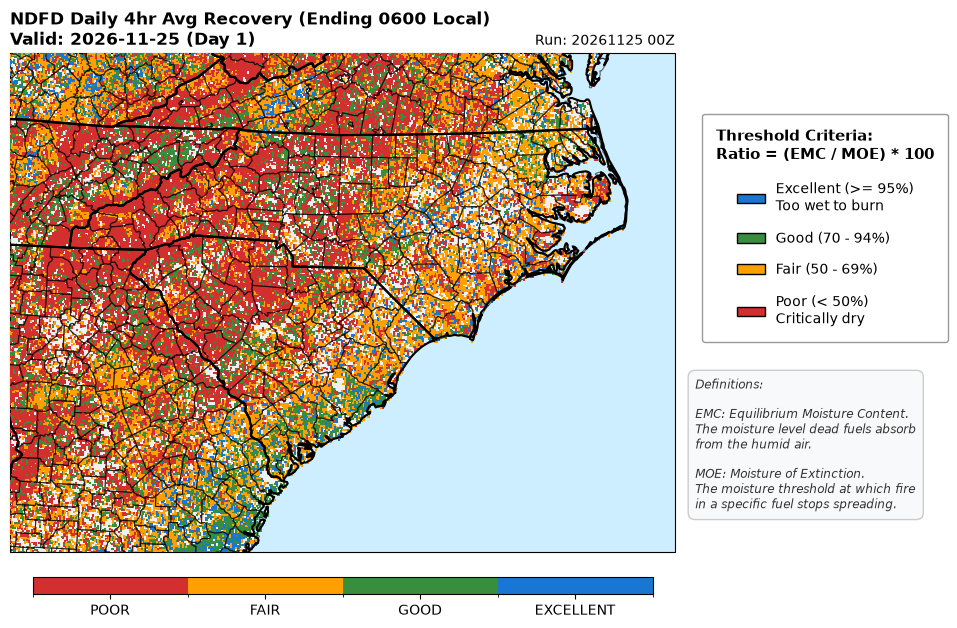 NDFD Daily 4hr Avg Recovery (Ending 0600 Local)
Valid: 2026-11-25 (Day 1)
Run: 20261125 00Z
Threshold Criteria:
Ratio = (EMC / MOE) * 100
Excellent (>= 95%)
Too wet to burn
Good (70 - 94%)
Fair (50 - 69%)
Poor (< 50%)
Critically dry
Definitions:
EMC: Equilibrium Moisture Content.
The moisture level dead fuels absorb
from the humid air.
MOE: Moisture of Extinction.
The moisture threshold at which fire
in a specific fuel stops spreading.
POOR
FAIR
GOOD
EXCELLENT